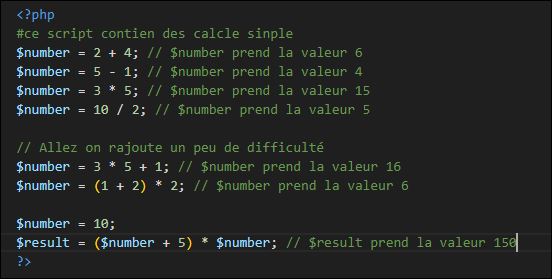 <?php
#ce script contien des calcle sinple
$number = 2 + 4; // $number prend la valeur 6
$number = 5 - 1; // $number prend la valeur 4
$number = 3 * 5; // $number prend la valeur 15
$number = 10 / 2; // $number prend la valeur 5
// Allez on rajoute un peu de difficulté
$number = 3 * 5 + 1; // $number prend la valeur 16
$number = (1 + 2) * 2; // $number prend la valeur 6
$number = 10;
$result = ($number + 5) * $number; // $result prend la valeur 150
?>